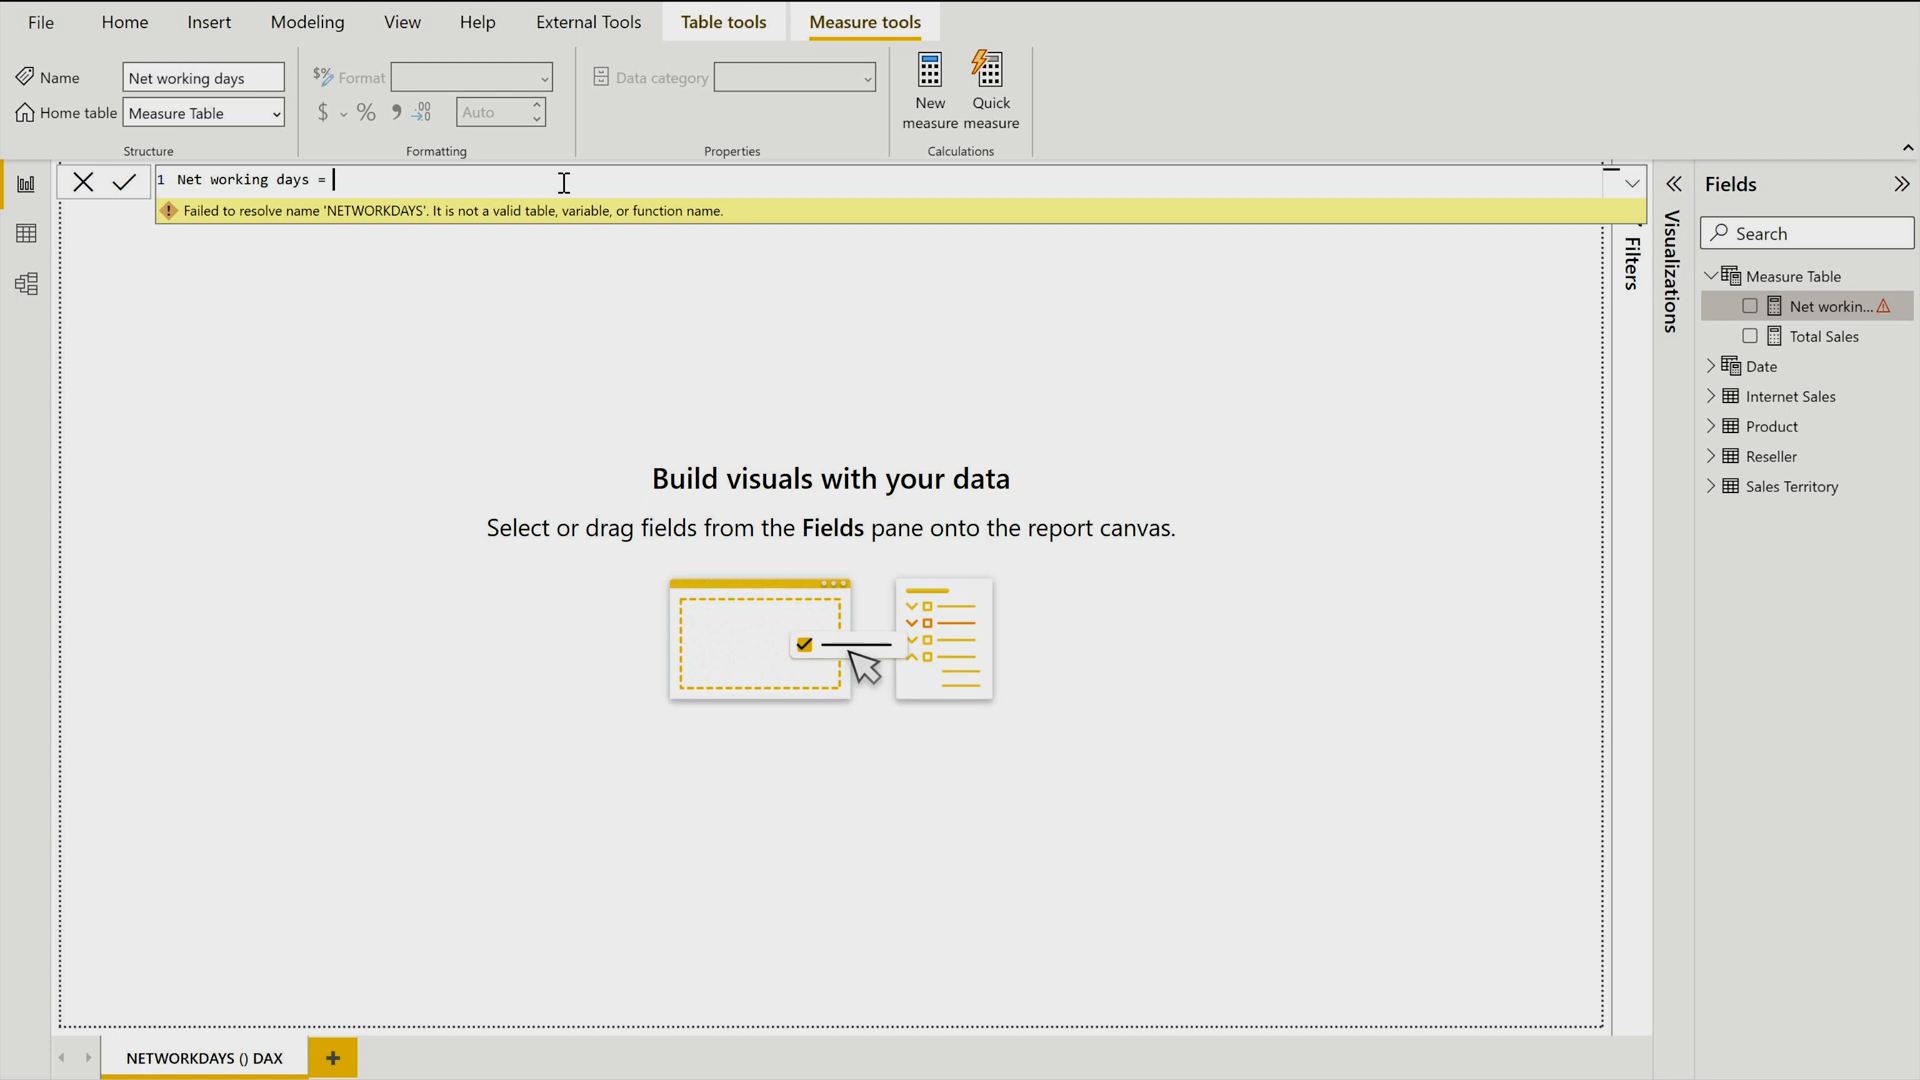 File Home Insert Modeling View Help External Tools Table tools Measure tools
Name Net working days
Home table Measure Table
Structure
$% Format
$ % 9 .00 →.0 Auto
Formatting
Data category
Properties
New measure
Quick measure
Calculations
1 Net working days =
Failed to resolve name 'NETWORKDAYS'. It is not a valid table, variable, or function name.
Build visuals with your data
Select or drag fields from the Fields pane onto the report canvas.
Filters
Visualizations
Fields
Search
Measure Table
Net workin...
Total Sales
Date
Internet Sales
Product
Reseller
Sales Territory
NETWORKDAYS () DAX
+